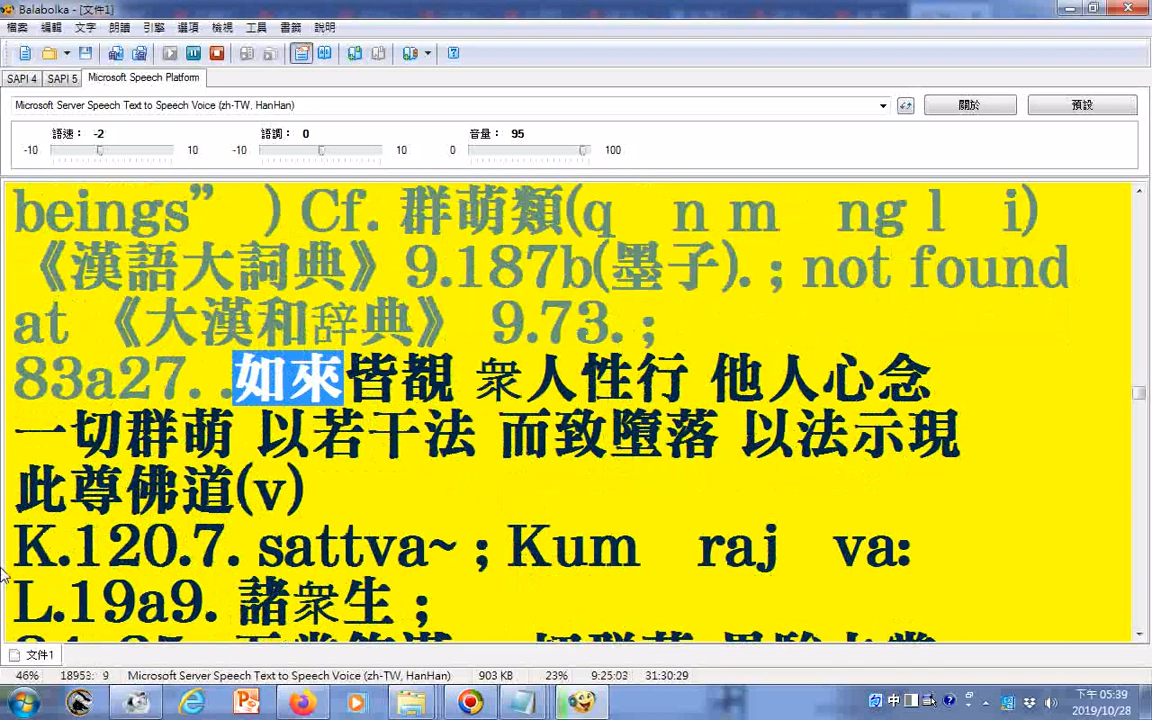 Balabolka - [文件1]
檔案 編輯 文字 朗讀 引擎 選項 檢視 工具 書籤 說明
SAPI 4 SAPI 5 Microsoft Speech Platform
Microsoft Server Speech Text to Speech Voice (zh-TW, HanHan) 關於 預設
語速： -2 語調： 0 音量： 95
-10 10 -10 10 0 100
beings” ) Cf. 群萌類(q n m ng l i)
《漢語大詞典》 9.187b(墨子). ; not found
at 《大漢和辞典》 9.73. ;
83a27. .如來皆覩 衆人性行 他人心念
一切群萌 以若干法 而致墮落 以法示現
此尊佛道(v)
K.120.7. sattva~ ; Kum raj va:
L.19a9. 諸衆生 ;
文件1
46% 18953: 9 Microsoft Server Speech Text to Speech Voice (zh-TW, HanHan) 903 KB 23% 9:25:03 31:30:29
中 下午 05:39
2019/10/28